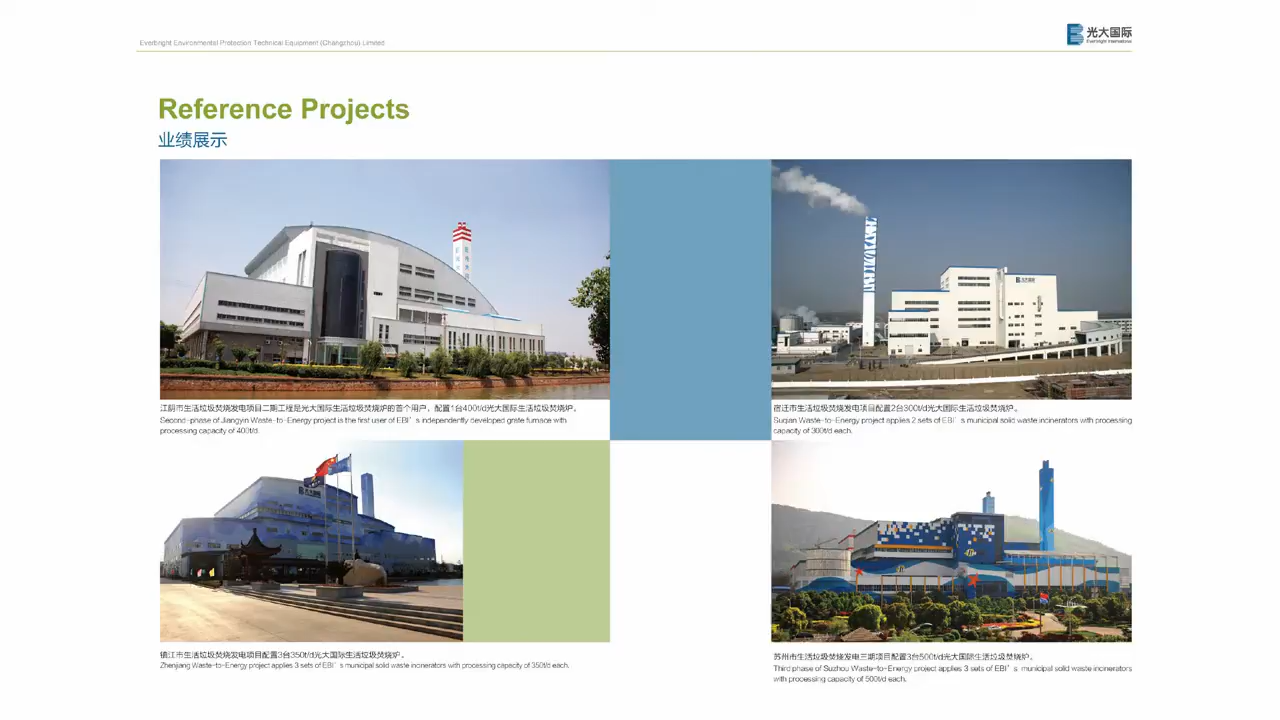 Everbright Environmental Protection Technical Equipment (Changzhou) Limited
光大国际
Everbright International
Reference Projects
业绩展示
江阴市生活垃圾焚烧发电项目二期工程是光大国际生活垃圾焚烧炉的首个用户，配置1台400t/d光大国际生活垃圾焚烧炉。
Second-phase of Jiangyin Waste-to-Energy project is the first user of EBI's independently developed grate furnace with
processing capacity of 400t/d.
宿迁市生活垃圾焚烧发电项目配置2台300t/d光大国际生活垃圾焚烧炉。
Suqian Waste-to-Energy project applies 2 sets of EBI's municipal solid waste incinerators with processing
capacity of 300t/d each.
光大国际
镇江市生活垃圾焚烧发电项目配置3台350t/d光大国际生活垃圾焚烧炉。
Zhenjiang Waste-to-Energy project applies 3 sets of EBI's municipal solid waste incinerators with processing capacity of 350t/d each.
苏州市生活垃圾焚烧发电三期项目配置3台500t/d光大国际生活垃圾焚烧炉。
Third phase of Suzhou Waste-to-Energy project applies 3 sets of EBI's municipal solid waste incinerators
with processing capacity of 500t/d each.